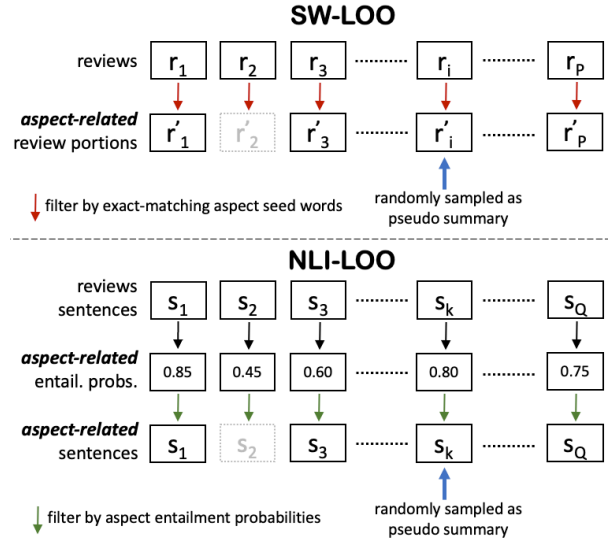 SW-LOO
reviews r1 r2 r3 ........... ri ........... rP
aspect-related
review portions r′1 r′2 r′3 ........... r′i ........... r′P
filter by exact-matching aspect seed words
randomly sampled as
pseudo summary
NLI-LOO
reviews
sentences s1 s2 s3 ........... sk ........... sQ
aspect-related
entail. probs. 0.85 0.45 0.60 ........... 0.80 ........... 0.75
aspect-related
sentences s1 s2 s3 ........... sk ........... sQ
filter by aspect entailment probabilities
randomly sampled as
pseudo summary